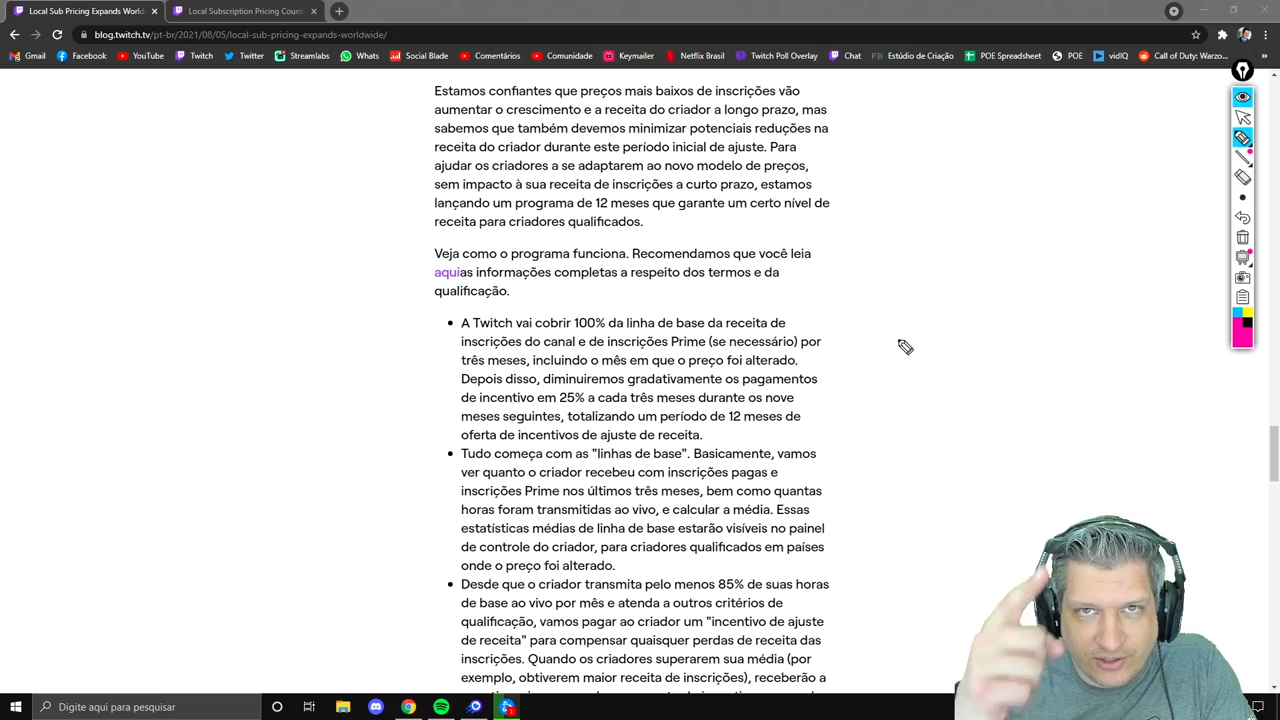 Local Sub Pricing Expands World
Local Subscription Pricing Count
blog.twitch.tv/pt-br/2021/08/05/local-sub-pricing-expands-worldwide/
Gmail Facebook YouTube Twitch Twitter Streamlabs Whats Social Blade Comentários Comunidade Keymailer Netflix Brasil Twitch Poll Overlay Chat Estúdio de Criação POE Spreadsheet POE vidIQ Call of Duty: Warzo...
Estamos confiantes que preços mais baixos de inscrições vão
aumentar o crescimento e a receita do criador a longo prazo, mas
sabemos que também devemos minimizar potenciais reduções na
receita do criador durante este período inicial de ajuste. Para
ajudar os criadores a se adaptarem ao novo modelo de preços,
sem impacto à sua receita de inscrições a curto prazo, estamos
lançando um programa de 12 meses que garante um certo nível de
receita para criadores qualificados.
Veja como o programa funciona. Recomendamos que você leia
aquias informações completas a respeito dos termos e da
qualificação.
• A Twitch vai cobrir 100% da linha de base da receita de
inscrições do canal e de inscrições Prime (se necessário) por
três meses, incluindo o mês em que o preço foi alterado.
Depois disso, diminuiremos gradativamente os pagamentos
de incentivo em 25% a cada três meses durante os nove
meses seguintes, totalizando um período de 12 meses de
oferta de incentivos de ajuste de receita.
• Tudo começa com as "linhas de base". Basicamente, vamos
ver quanto o criador recebeu com inscrições pagas e
inscrições Prime nos últimos três meses, bem como quantas
horas foram transmitidas ao vivo, e calcular a média. Essas
estatísticas médias de linha de base estarão visíveis no painel
de controle do criador, para criadores qualificados em países
onde o preço foi alterado.
• Desde que o criador transmita pelo menos 85% de suas horas
de base ao vivo por mês e atenda a outros critérios de
qualificação, vamos pagar ao criador um "incentivo de ajuste
de receita" para compensar quaisquer perdas de receita das
inscrições. Quando os criadores superarem sua média (por
exemplo, obtiverem maior receita de inscrições), receberão a
Digite aqui para pesquisar